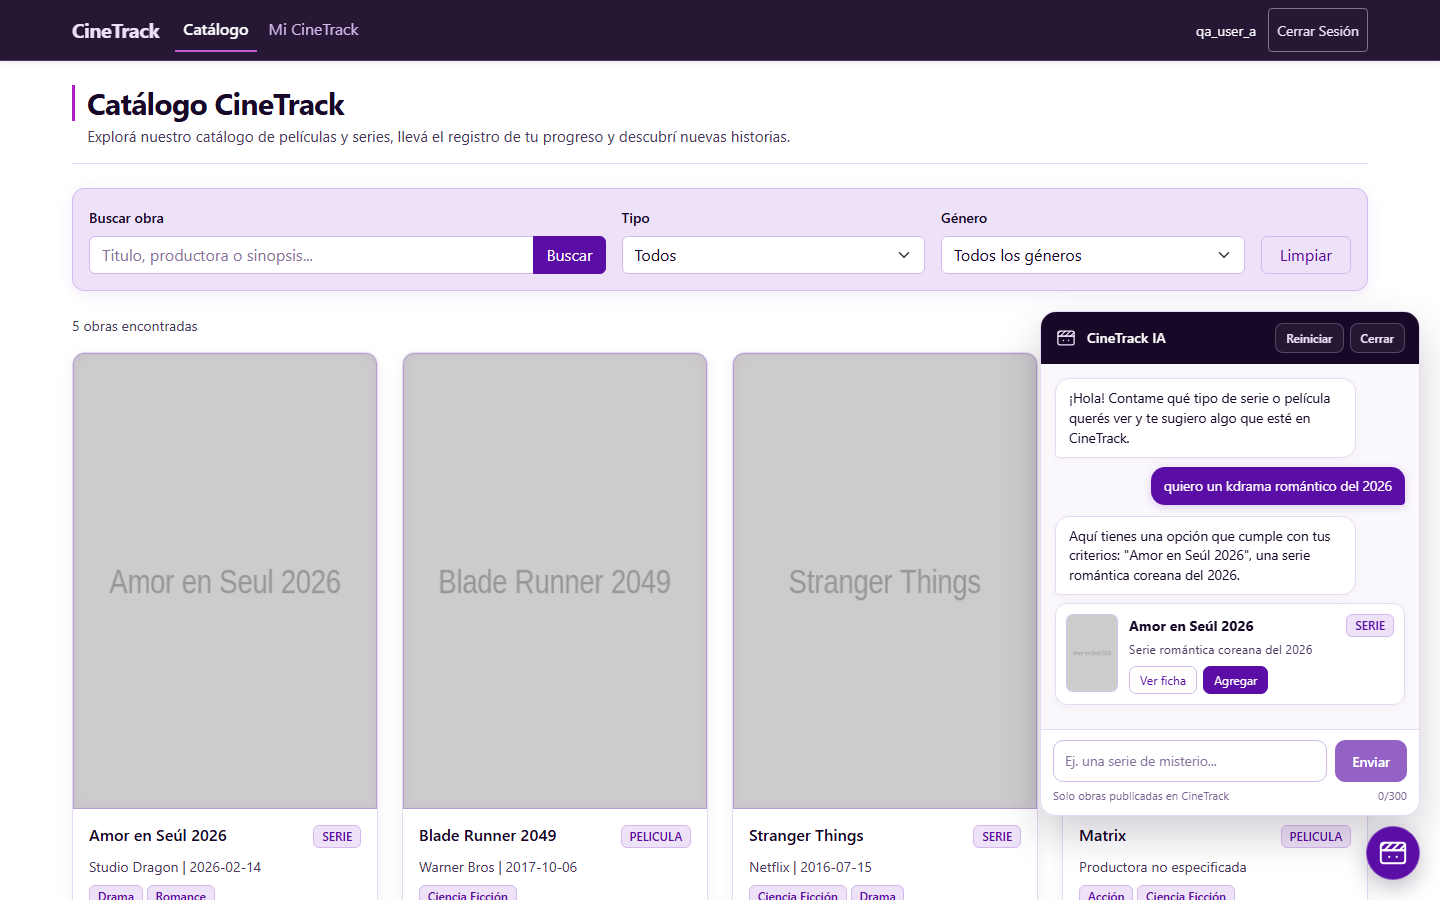 CineTrack
Catálogo
Mi CineTrack
qa_user_a
Cerrar Sesión
Catálogo CineTrack
Explorá nuestro catálogo de películas y series, llevá el registro de tu progreso y descubrí nuevas historias.
Buscar obra
Tipo
Género
Titulo, productora o sinopsis...
Buscar
Todos
Todos los géneros
Limpiar
5 obras encontradas
Amor en Seul 2026
Blade Runner 2049
Stranger Things
Amor en Seúl 2026
SERIE
Studio Dragon | 2026-02-14
Drama
Romance
Blade Runner 2049
PELICULA
Warner Bros | 2017-10-06
Ciencia Ficción
Stranger Things
SERIE
Netflix | 2016-07-15
Ciencia Ficción
Drama
Matrix
PELICULA
Productora no especificada
Acción
Ciencia Ficción
CineTrack IA
Reiniciar
Cerrar
¡Hola! Contame qué tipo de serie o película
querés ver y te sugiero algo que esté en
CineTrack.
quiero un kdrama romántico del 2026
Aquí tienes una opción que cumple con tus
criterios: "Amor en Seúl 2026", una serie
romántica coreana del 2026.
Amor en Seul 2026
Amor en Seúl 2026
SERIE
Serie romántica coreana del 2026
Ver ficha
Agregar
Ej. una serie de misterio...
Enviar
Solo obras publicadas en CineTrack
0/300